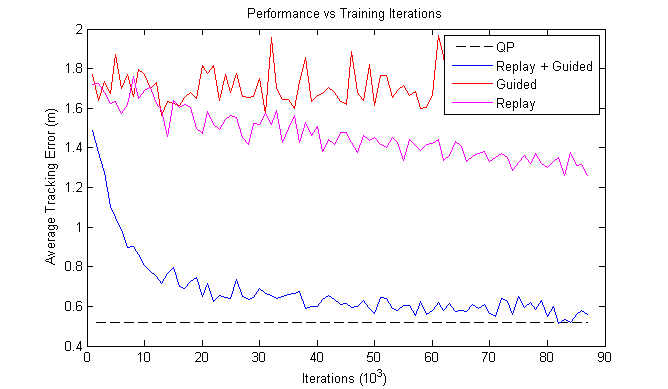 Performance vs Training Iterations
2
1.8
1.6
1.4
1.2
1
0.8
0.6
0.4
Average Tracking Error (m)
QP
Replay + Guided
Guided
Replay
0 10 20 30 40 50 60 70 80 90
Iterations (10³)